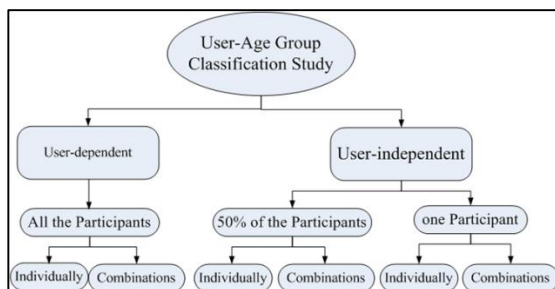 User-Age Group
Classification Study
User-dependent
User-independent
All the Participants
50% of the Participants
one Participant
Individually
Combinations
Individually
Combinations
Individually
Combinations